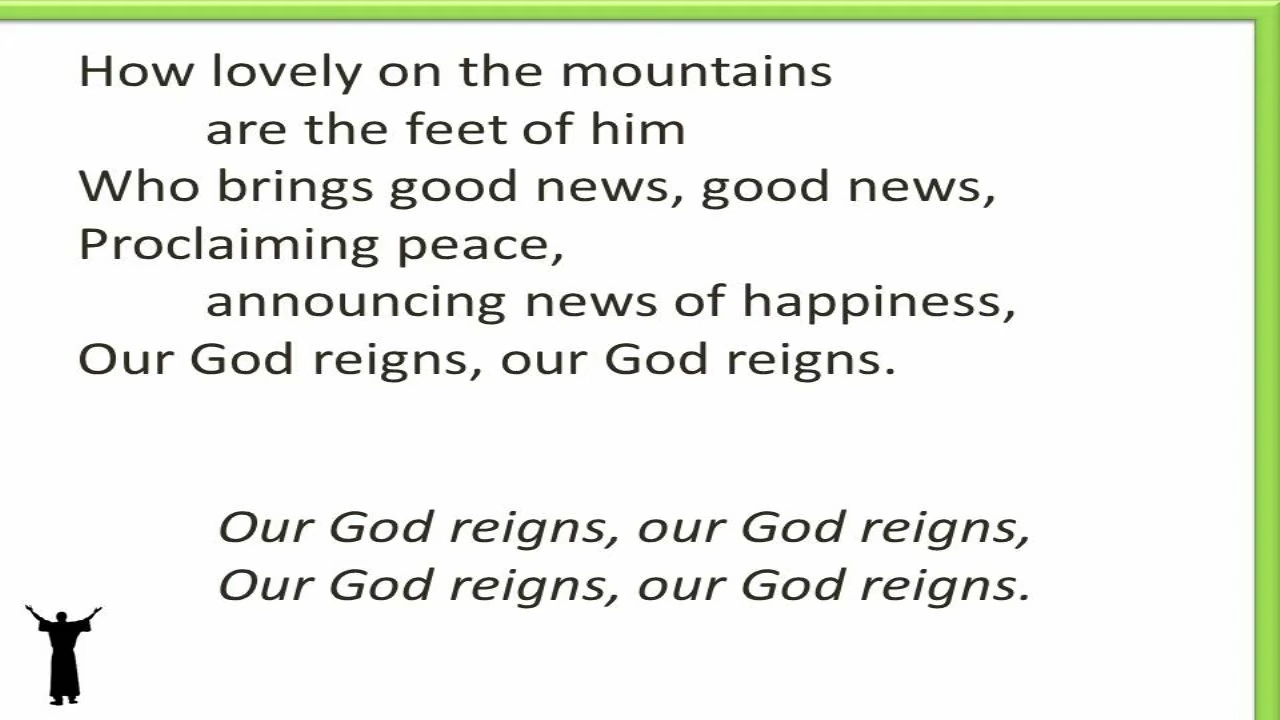 How lovely on the mountains
are the feet of him
Who brings good news, good news,
Proclaiming peace,
announcing news of happiness,
Our God reigns, our God reigns.
Our God reigns, our God reigns,
Our God reigns, our God reigns.